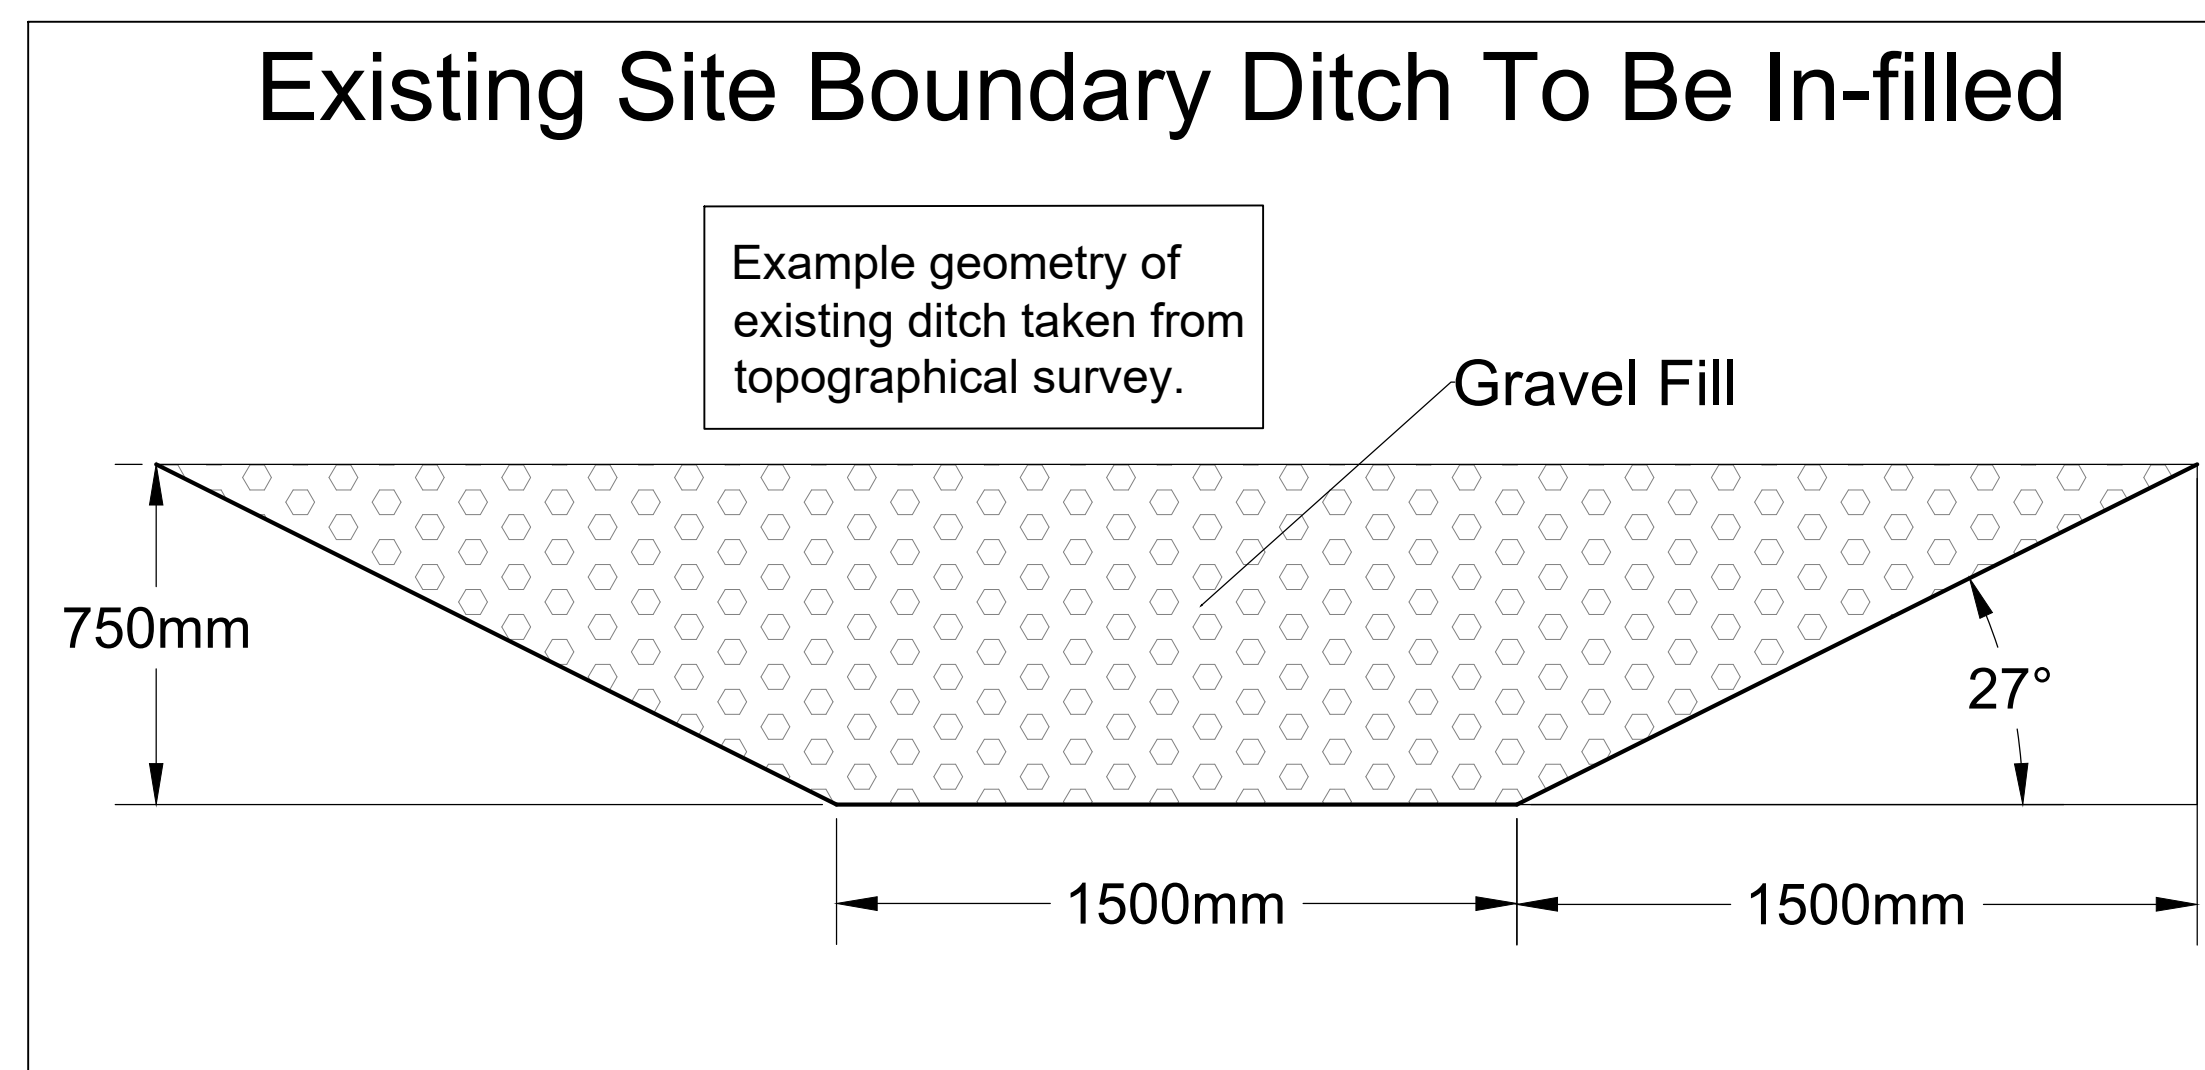 Existing Site Boundary Ditch To Be In-filled
Example geometry of
existing ditch taken from
topographical survey.
Gravel Fill
750mm
27°
1500mm
1500mm